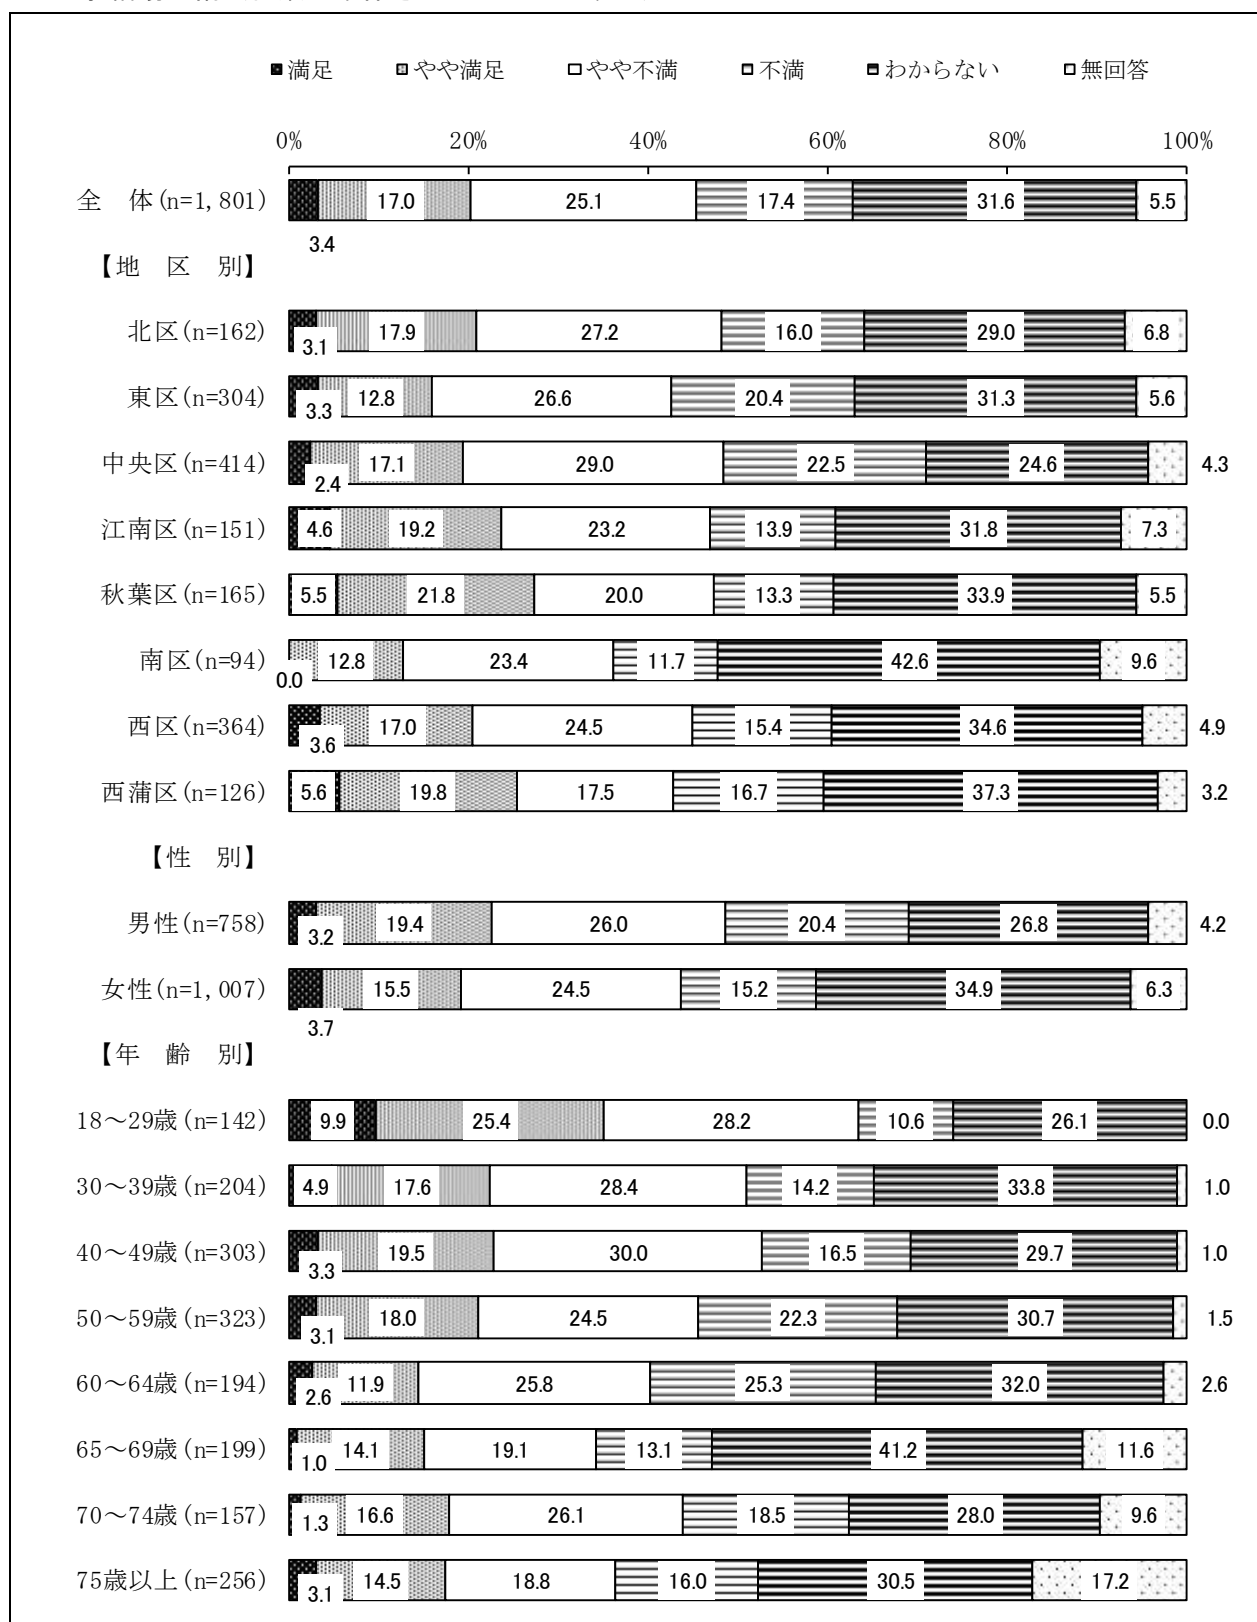 満足 やや満足 やや不満 不満 わからない 無回答
0% 20% 40% 60% 80% 100%
全 体(n=1,801) 3.4 17.0 25.1 17.4 31.6 5.5
【地 区 別】
北区(n=162) 3.1 17.9 27.2 16.0 29.0 6.8
東区(n=304) 3.3 12.8 26.6 20.4 31.3 5.6
中央区(n=414) 2.4 17.1 29.0 22.5 24.6 4.3
江南区(n=151) 4.6 19.2 23.2 13.9 31.8 7.3
秋葉区(n=165) 5.5 21.8 20.0 13.3 33.9 5.5
南区(n=94) 0.0 12.8 23.4 11.7 42.6 9.6
西区(n=364) 3.6 17.0 24.5 15.4 34.6 4.9
西蒲区(n=126) 5.6 19.8 17.5 16.7 37.3 3.2
【性 別】
男性(n=758) 3.2 19.4 26.0 20.4 26.8 4.2
女性(n=1,007) 3.7 15.5 24.5 15.2 34.9 6.3
【年 齢 別】
18～29歳(n=142) 9.9 25.4 28.2 10.6 26.1 0.0
30～39歳(n=204) 4.9 17.6 28.4 14.2 33.8 1.0
40～49歳(n=303) 3.3 19.5 30.0 16.5 29.7 1.0
50～59歳(n=323) 3.1 18.0 24.5 22.3 30.7 1.5
60～64歳(n=194) 2.6 11.9 25.8 25.3 32.0 2.6
65～69歳(n=199) 1.0 14.1 19.1 13.1 41.2 11.6
70～74歳(n=157) 1.3 16.6 26.1 18.5 28.0 9.6
75歳以上(n=256) 3.1 14.5 18.8 16.0 30.5 17.2